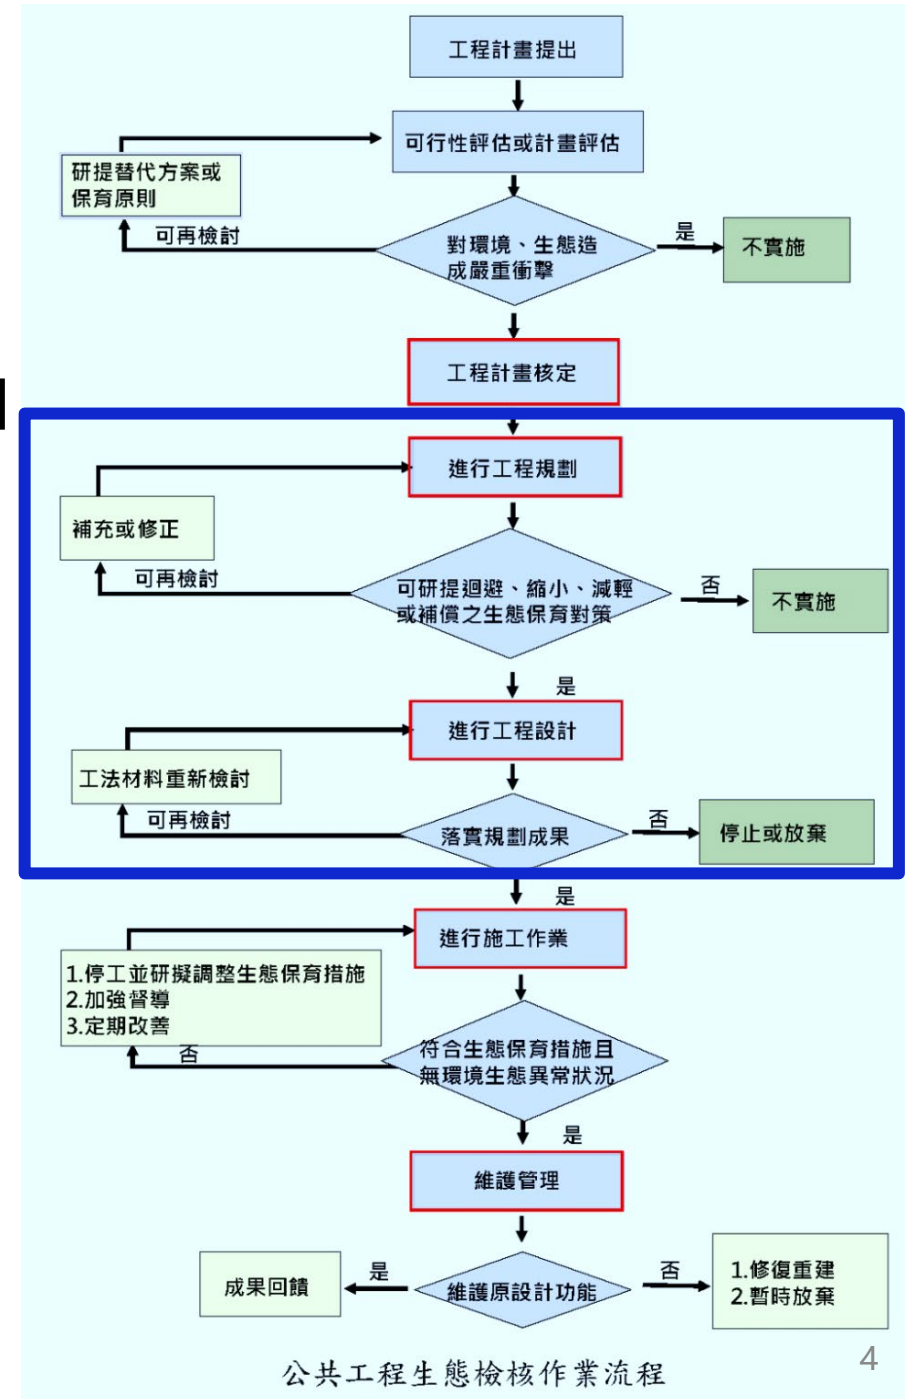 工程計畫提出
可行性評估或計畫評估
研提替代方案或
保育原則
可再檢討
對環境、生態造
成嚴重衝擊
是
不實施
工程計畫核定
進行工程規劃
補充或修正
可再檢討
可研提迴避、縮小、減輕
或補償之生態保育對策
否
不實施
是
進行工程設計
工法材料重新檢討
可再檢討
落實規劃成果
否
停止或放棄
是
進行施工作業
1.停工並研擬調整生態保育措施
2.加強督導
3.定期改善
否
符合生態保育措施且
無環境生態異常狀況
是
維護管理
成果回饋
是
維護原設計功能
否
1.修復重建
2.暫時放棄
公共工程生態檢核作業流程
4